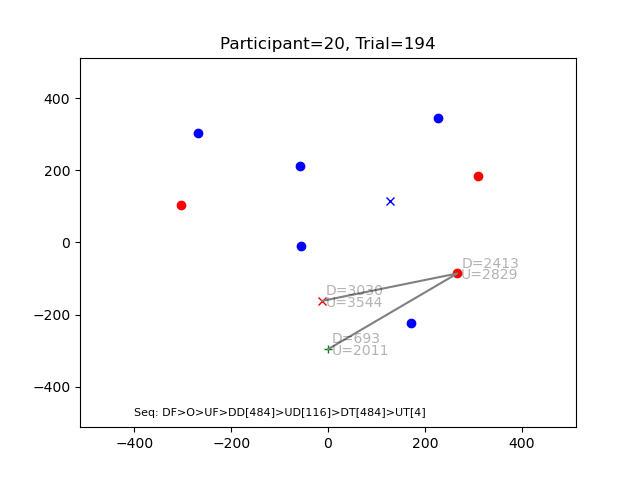 Participant=20, Trial=194
400
200
0
−200
−400
D=2413
U=2829
D=3030
U=3544
D=693
U=2011
Seq: DF>O>UF>DD[484]>UD[116]>DT[484]>UT[4]
−400
−200
0
200
400